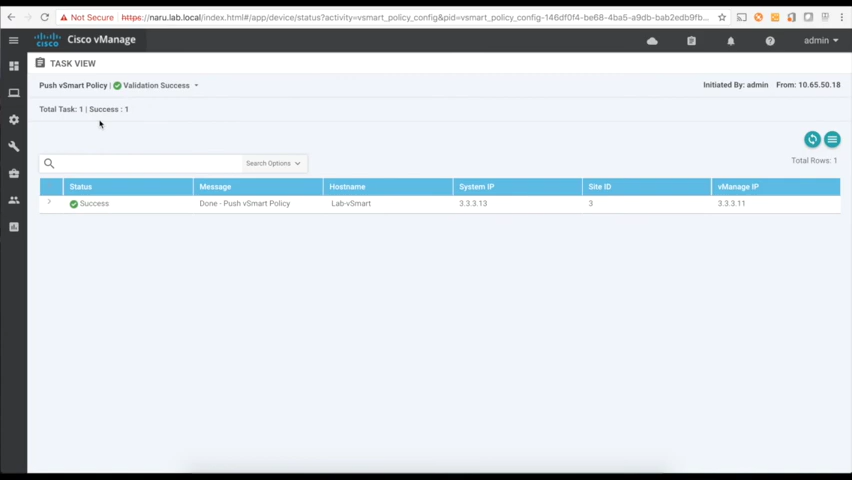 Not Secure https://naru.lab.local/index.html#/app/device/status?activity=vsmart_policy_config&pid=vsmart_policy_config-146df0f4-be68-4ba5-a9db-bab2edb9fb...
cisco Cisco vManage admin
TASK VIEW
Push vSmart Policy | Validation Success Initiated By: admin From: 10.65.50.18
Total Task: 1 | Success : 1
Search Options Total Rows: 1
Status Message Hostname System IP Site ID vManage IP
Success Done - Push vSmart Policy Lab-vSmart 3.3.3.13 3 3.3.3.11